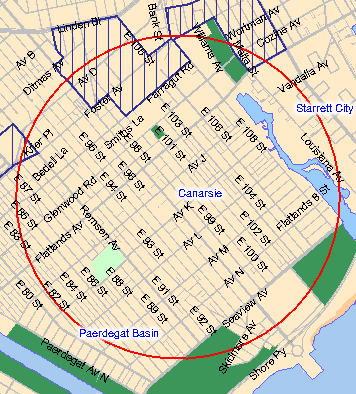 Linden Bl
Bank St
Wortman Av
Cozine Av
Williams Av
Av B
E 105 St
Ditmas Av
Av D
Farragut Rd
Vandalia Av
Foster Av
Starrett City
E 103 St
Smiths La
E 106 St
E 108 St
E 98 St
E 101 St
E 96 St
Louisiana Av
Bedel La
Av J
E 94 St
E 87 St
Glenwood Rd
Canarsie
E 104 St
E 85 St
Remsen Av
Av K
E 99 St
Flatlands 8 St
E 83 St
Flatlands Av
E 93 St
Av L
E 102 St
E 100 St
Av M
E 88 St
E 86 St
E 84 St
E 82 St
E 80 St
Av N
E 91 St
E 89 St
E 92 St
Seaview Av
Paerdegat Basin
Skidmore Av
Paerdegat Av N
Shore Py